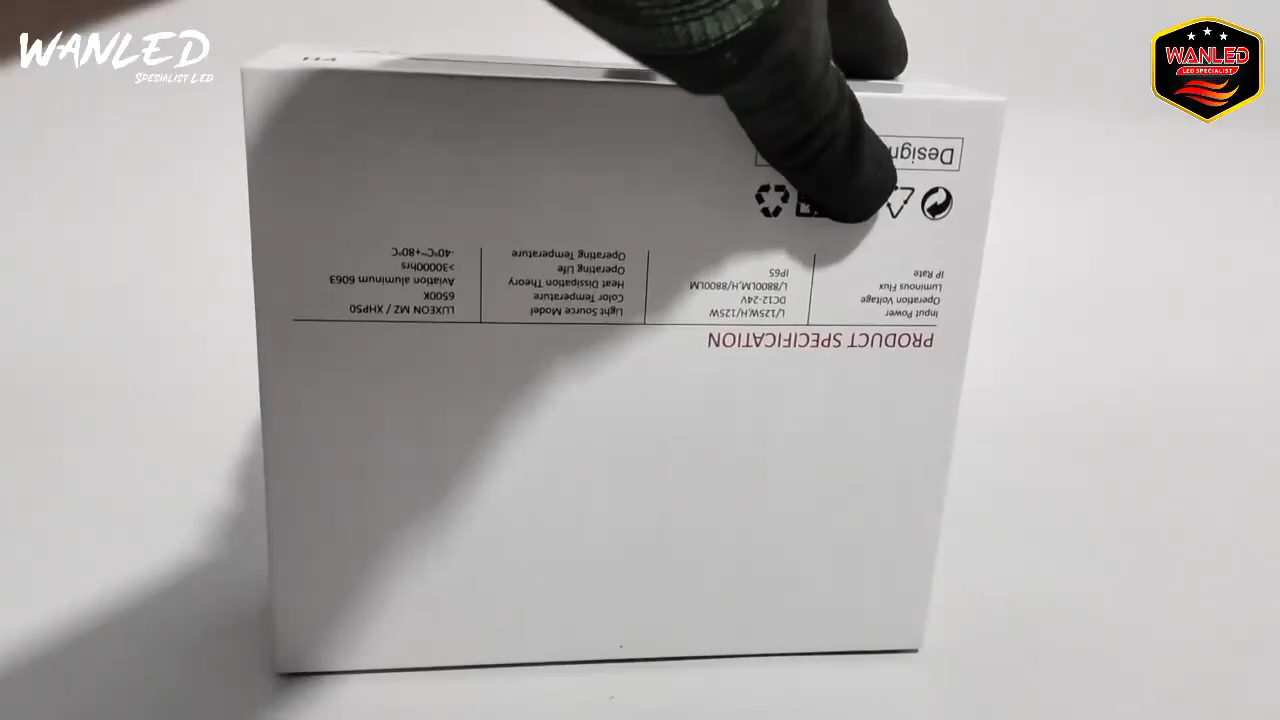 WANLED
SPESIALIST LED
WANLED
LED SPECIALIST
H4
PRODUCT SPECIFICATION
Input Power L/125W,H/125W Light Source Model LUXEON MZ / XHP50
Operation Voltage DC12-24V Color Temperature 6500K
Luminous Flux L/8800LM,H/8800LM Heat Dissipation Theory Aviation aluminum 6063
IP Rate IP65 Operating Life >30000hrs
Operating Temperature -40°C~+80°C
Design